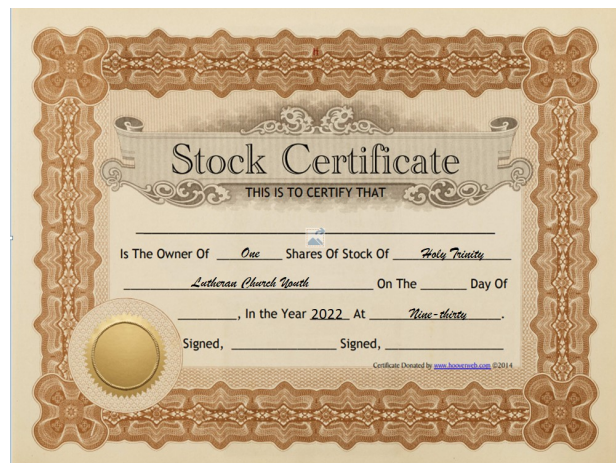 Stock Certificate
THIS IS TO CERTIFY THAT
Is The Owner Of One Shares Of Stock Of Holy Trinity
Lutheran Church Youth On The Day Of
, In the Year 2022 At Nine-thirty.
Signed, Signed,
Certificate Donated by www.hooverweb.com ©2014